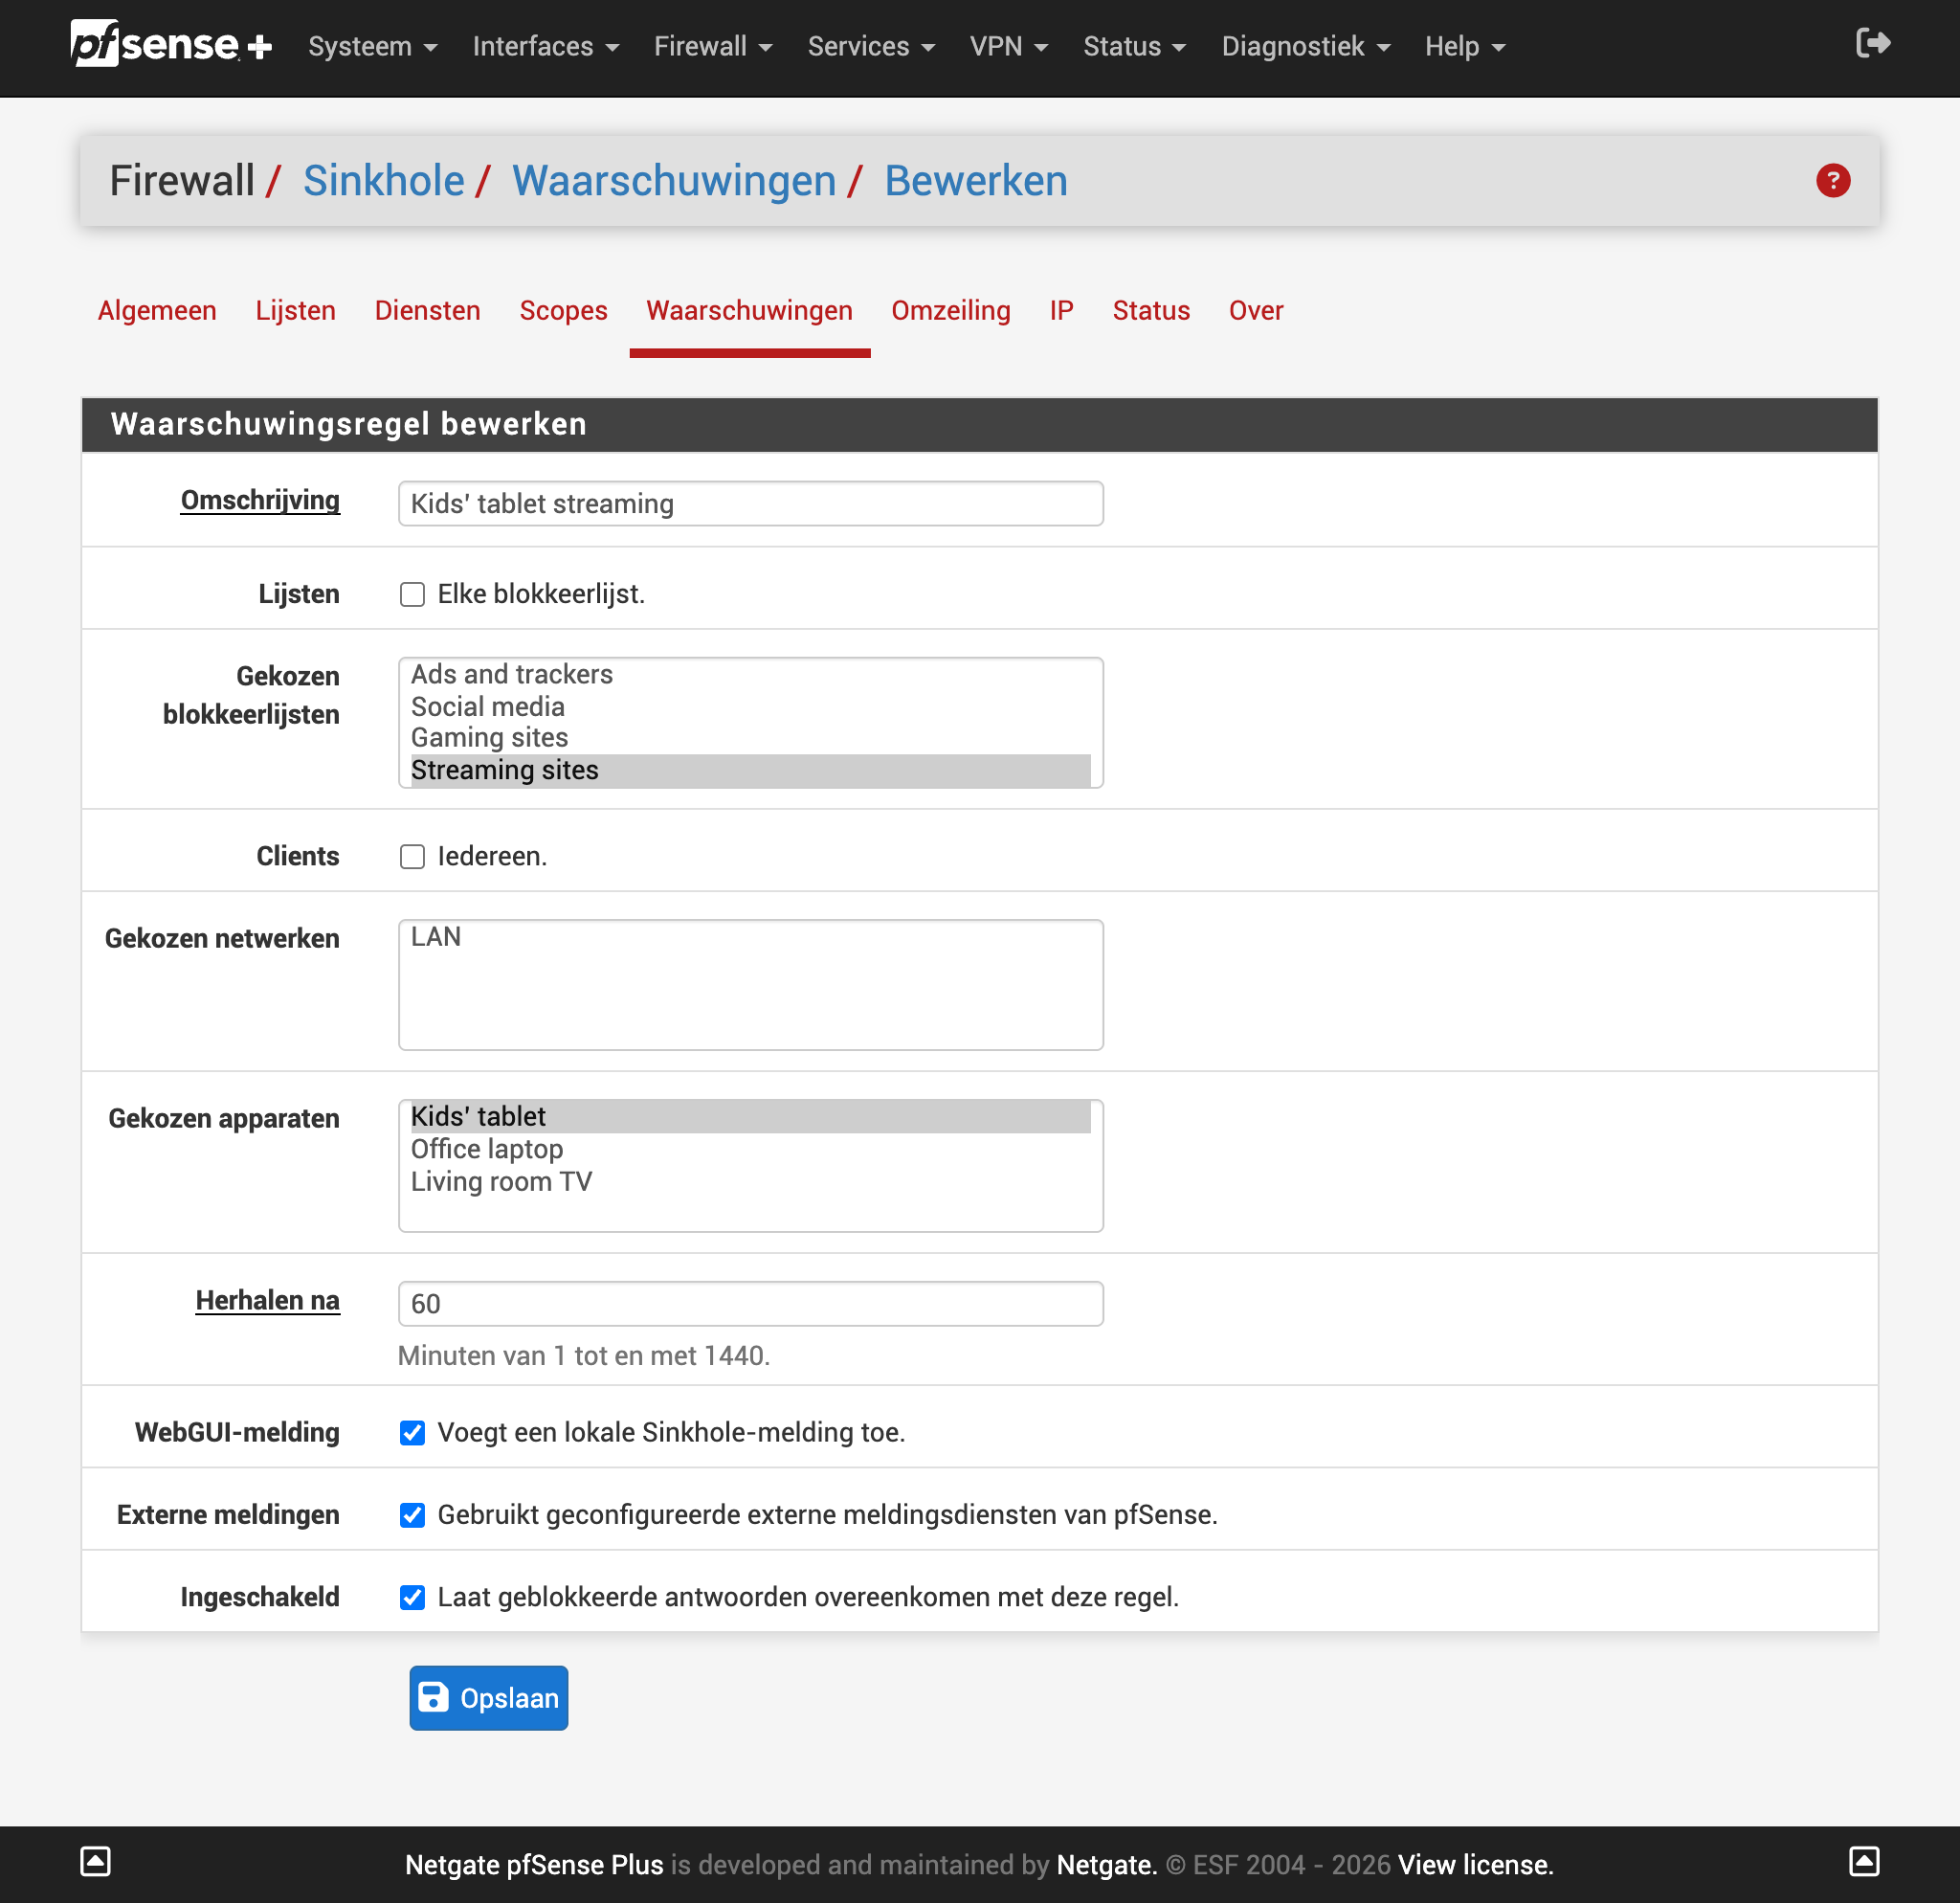 pfsense+ Systeem Interfaces Firewall Services VPN Status Diagnostiek Help
Firewall / Sinkhole / Waarschuwingen / Bewerken ?
Algemeen Lijsten Diensten Scopes Waarschuwingen Omzeiling IP Status Over
Waarschuwingsregel bewerken
Omschrijving Kids' tablet streaming
Lijsten Elke blokkeerlijst.
Gekozen blokkeerlijsten
Ads and trackers
Social media
Gaming sites
Streaming sites
Clients Iedereen.
Gekozen netwerken LAN
Gekozen apparaten Kids' tablet
Office laptop
Living room TV
Herhalen na 60
Minuten van 1 tot en met 1440.
WebGUI-melding Voegt een lokale Sinkhole-melding toe.
Externe meldingen Gebruikt geconfigureerde externe meldingsdiensten van pfSense.
Ingeschakeld Laat geblokkeerde antwoorden overeenkomen met deze regel.
Opslaan
Netgate pfSense Plus is developed and maintained by Netgate. © ESF 2004 - 2026 View license.